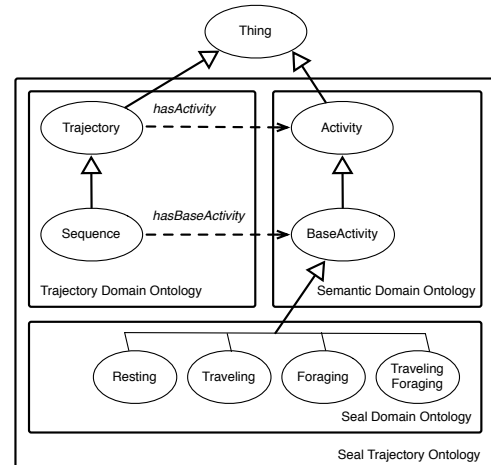 Thing
hasActivity
Trajectory
Activity
hasBaseActivity
Sequence
BaseActivity
Trajectory Domain Ontology
Semantic Domain Ontology
Resting
Traveling
Foraging
Traveling
Foraging
Seal Domain Ontology
Seal Trajectory Ontology